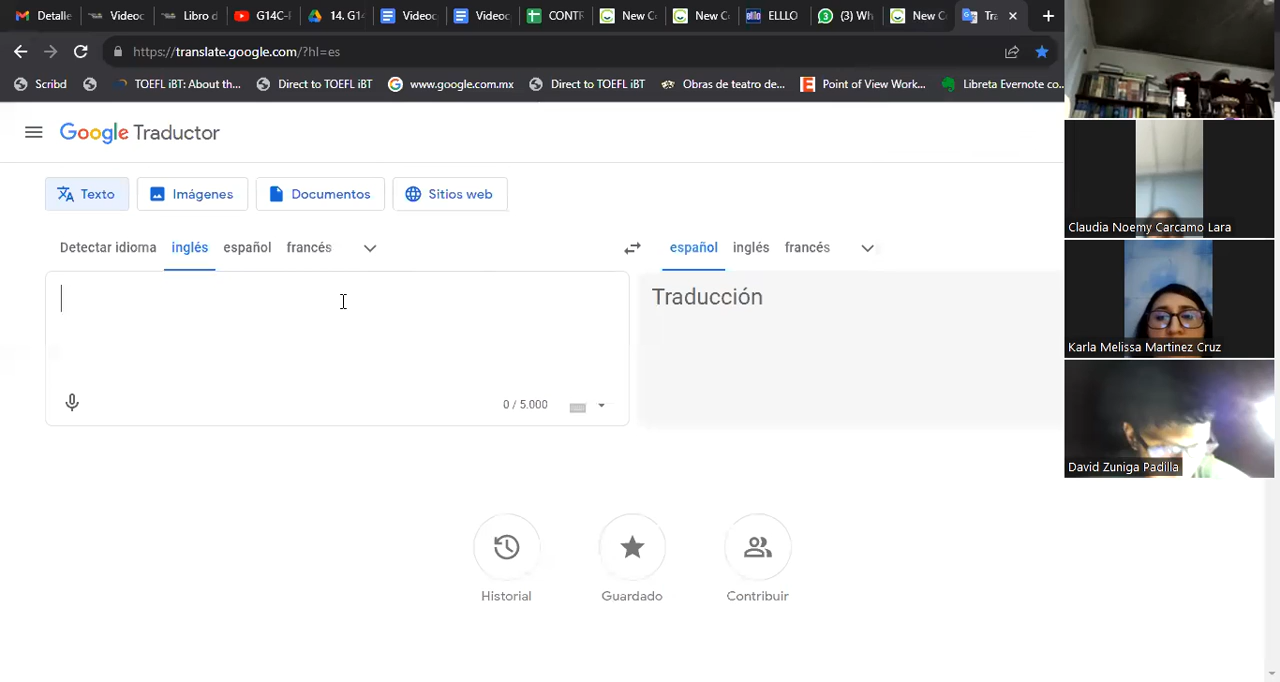 Detalle
Videoc
Libro d
G14C-I
14. G1
Videoc
Videoc
CONTR
New C
New C
ELLLO
(3) Wh
New C
Tra
https://translate.google.com/?hl=es
Scribd
TOEFL iBT: About th...
Direct to TOEFL iBT
www.google.com.mx
Direct to TOEFL iBT
Obras de teatro de...
Point of View Work...
Libreta Evernote co...
Google Traductor
Texto
Imágenes
Documentos
Sitios web
Detectar idioma
inglés
español
francés
español
inglés
francés
Traducción
0 / 5.000
Historial
Guardado
Contribuir
Claudia Noemy Carcamo Lara
Karla Melissa Martinez Cruz
David Zuniga Padilla